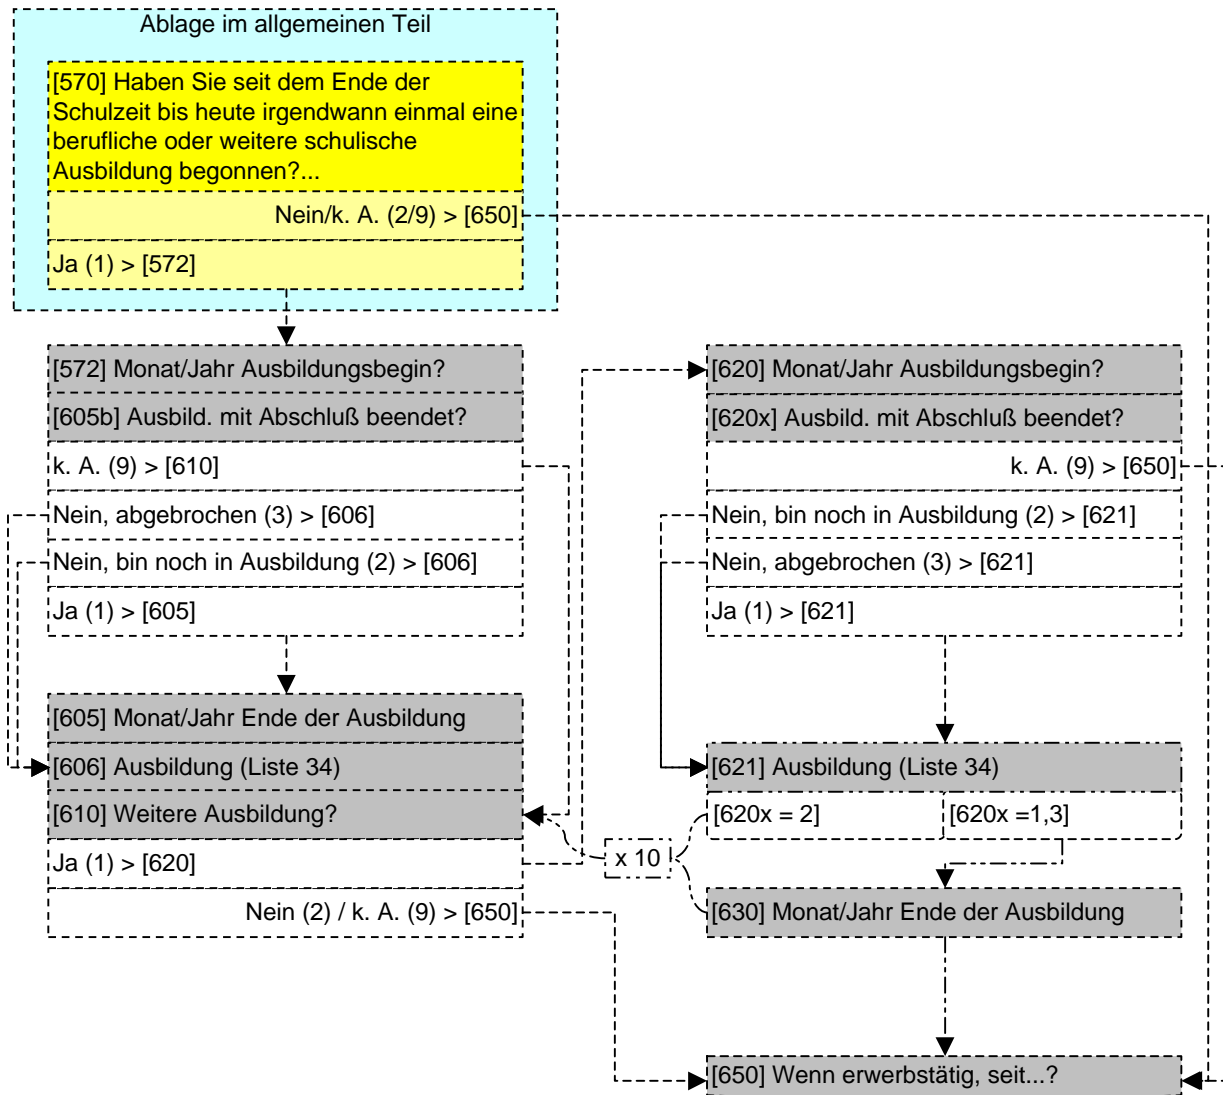 Ablage im allgemeinen Teil
[570] Haben Sie seit dem Ende der
Schulzeit bis heute irgendwann einmal eine
berufliche oder weitere schulische
Ausbildung begonnen?...
Nein/k. A. (2/9) > [650]
Ja (1) > [572]
[572] Monat/Jahr Ausbildungsbegin?
[605b] Ausbild. mit Abschluß beendet?
k. A. (9) > [610]
Nein, abgebrochen (3) > [606]
Nein, bin noch in Ausbildung (2) > [606]
Ja (1) > [605]
[605] Monat/Jahr Ende der Ausbildung
[606] Ausbildung (Liste 34)
[610] Weitere Ausbildung?
Ja (1) > [620]
Nein (2) / k. A. (9) > [650]
[620] Monat/Jahr Ausbildungsbegin?
[620x] Ausbild. mit Abschluß beendet?
k. A. (9) > [650]
Nein, bin noch in Ausbildung (2) > [621]
Nein, abgebrochen (3) > [621]
Ja (1) > [621]
[621] Ausbildung (Liste 34)
[620x = 2] [620x =1,3]
x 10
[630] Monat/Jahr Ende der Ausbildung
[650] Wenn erwerbstätig, seit...?